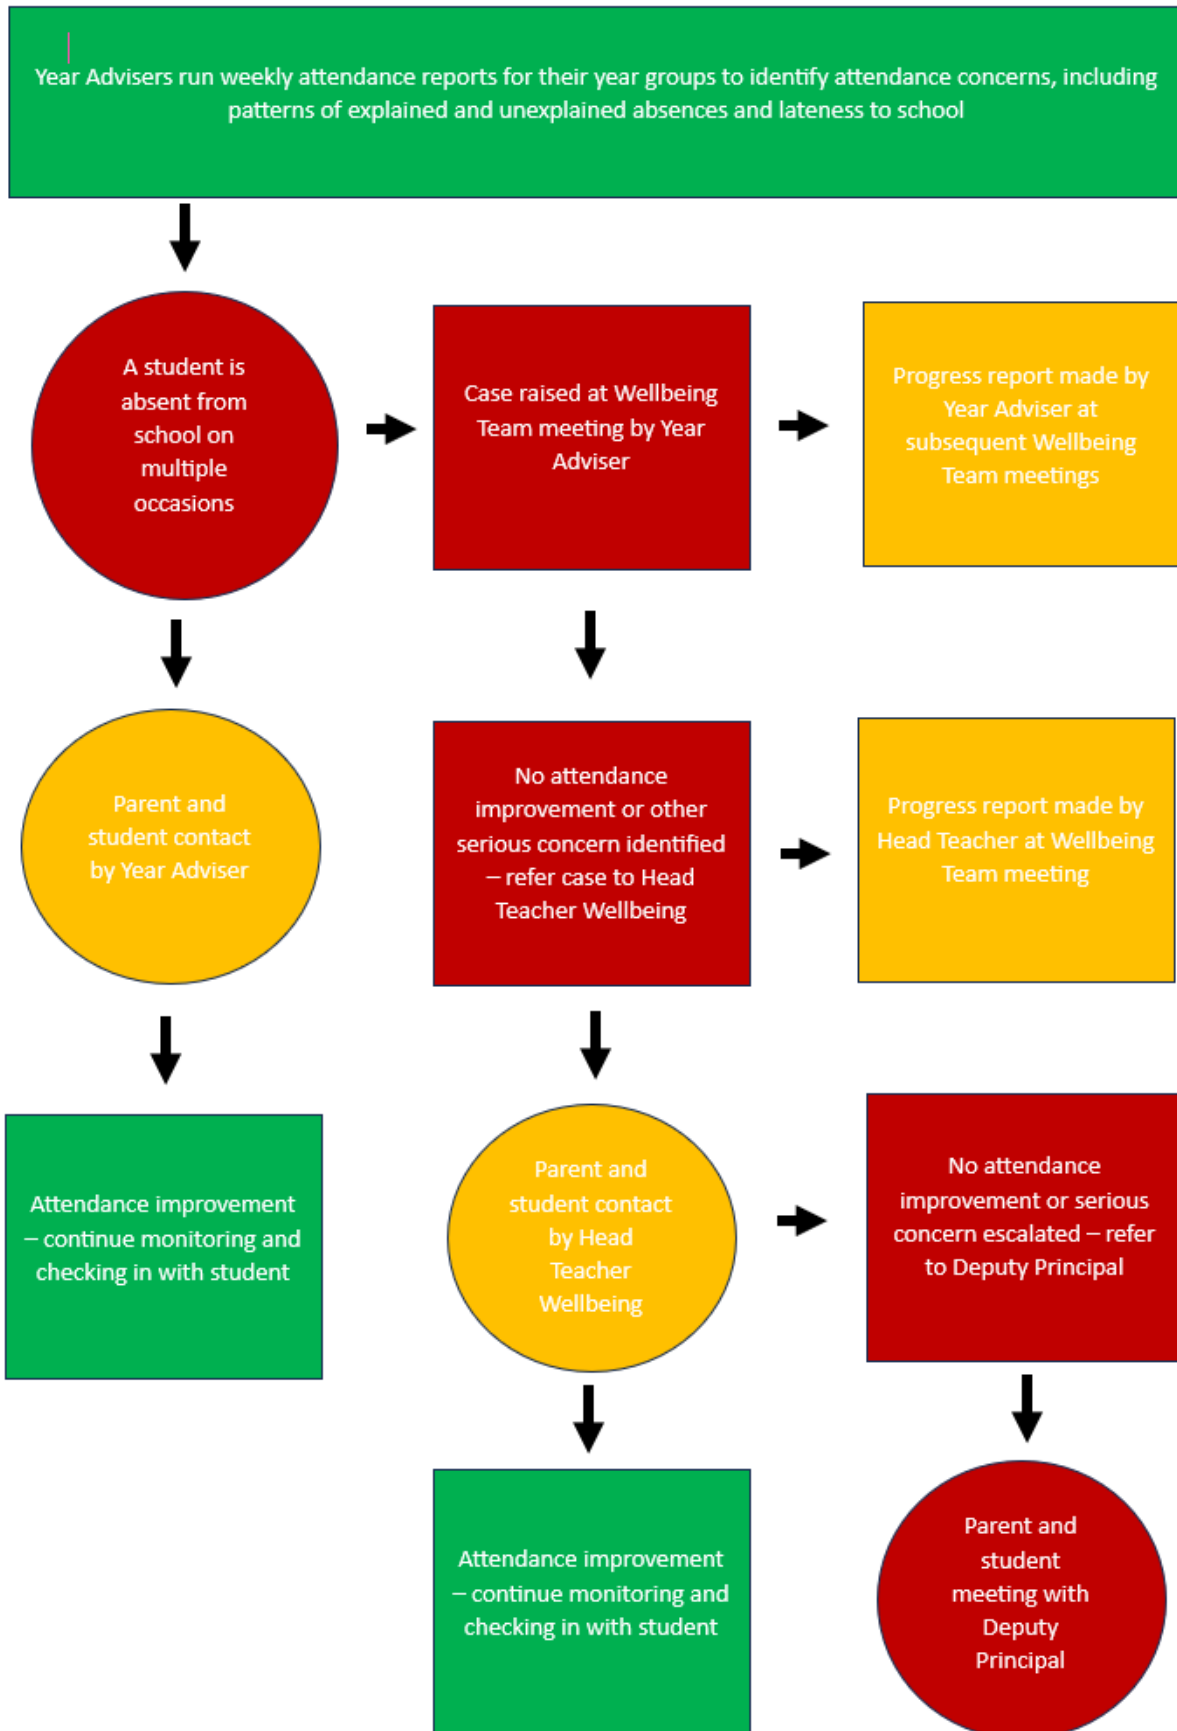 Year Advisers run weekly attendance reports for their year groups to identify attendance concerns, including
patterns of explained and unexplained absences and lateness to school
A student is
absent from
school on
multiple
occasions
Case raised at Wellbeing
Team meeting by Year
Adviser
Progress report made by
Year Adviser at
subsequent Wellbeing
Team meetings
Parent and
student contact
by Year Adviser
No attendance
improvement or other
serious concern identified
– refer case to Head
Teacher Wellbeing
Progress report made by
Head Teacher at Wellbeing
Team meeting
Attendance improvement
– continue monitoring and
checking in with student
Parent and
student contact
by Head
Teacher
Wellbeing
No attendance
improvement or serious
concern escalated – refer
to Deputy Principal
Attendance improvement
– continue monitoring and
checking in with student
Parent and
student
meeting with
Deputy
Principal